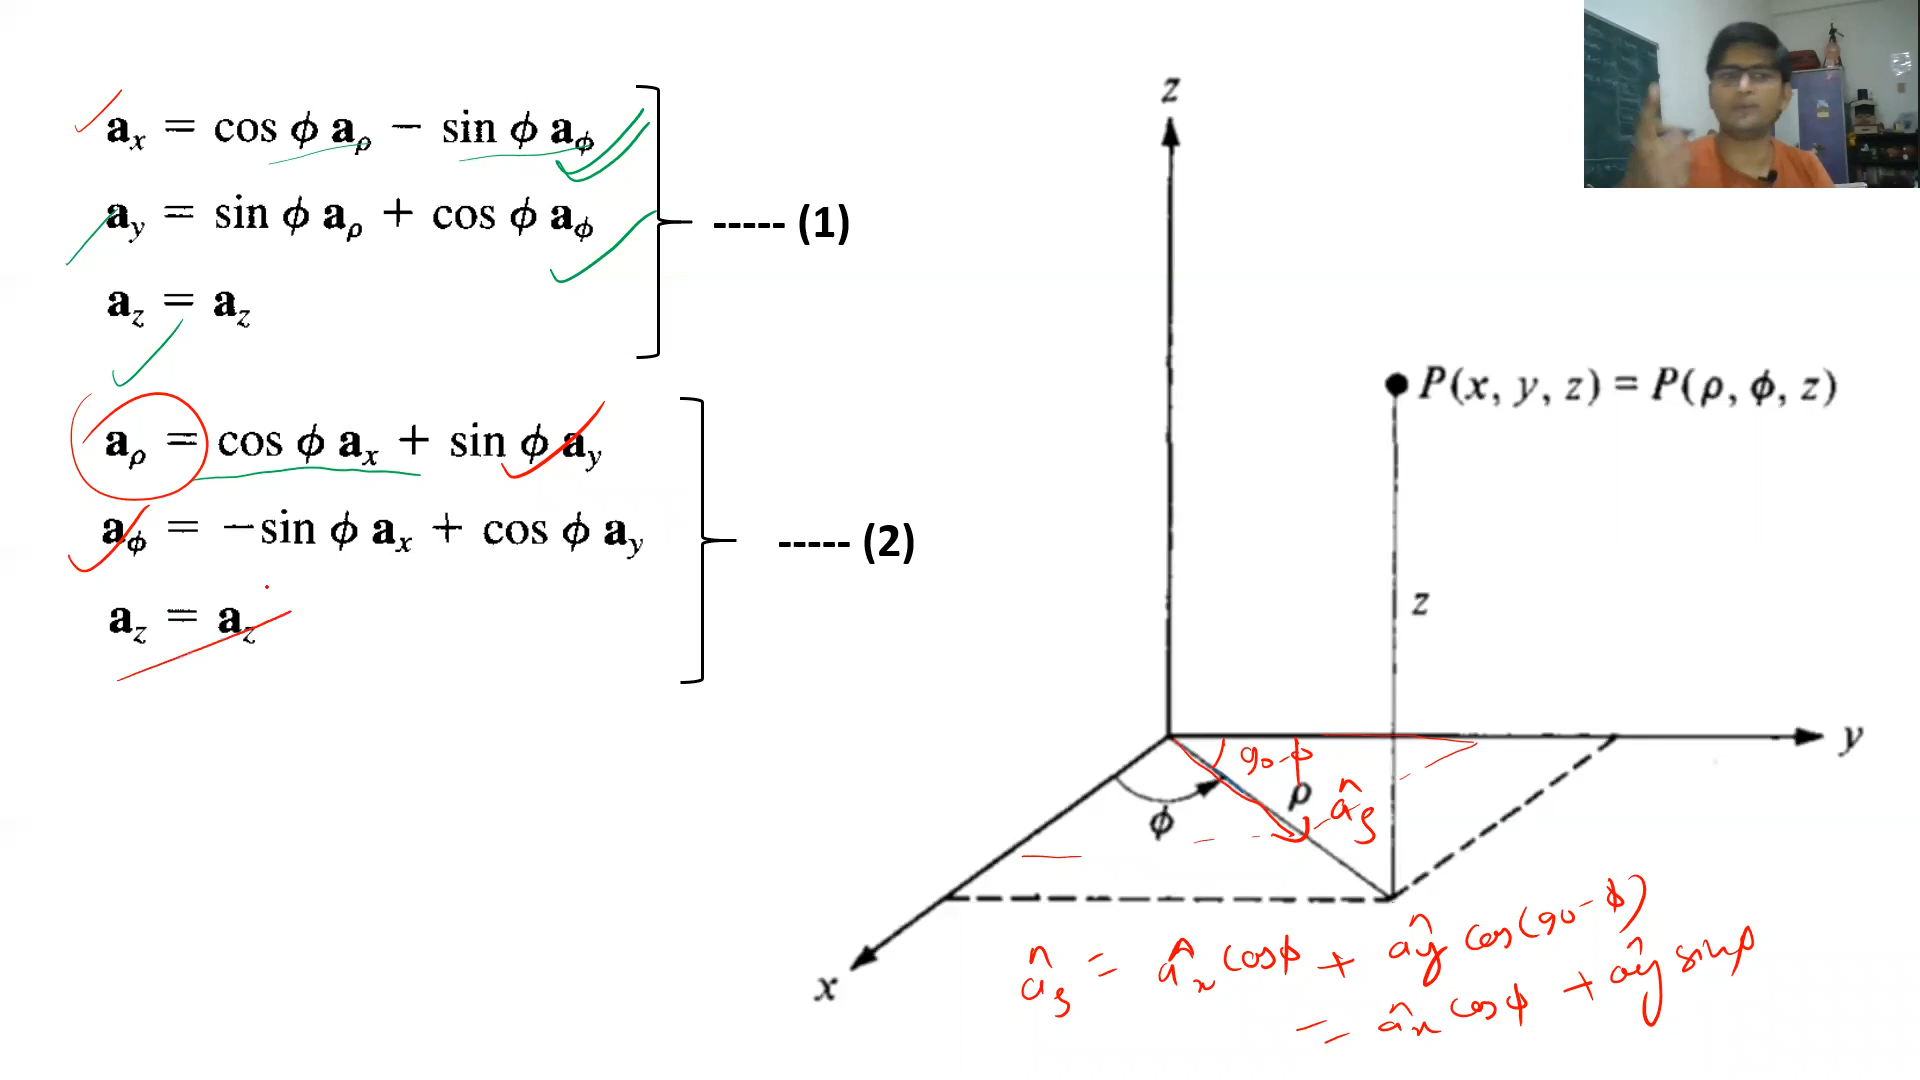 a_x = cos ϕ a_ρ − sin ϕ a_ϕ
a_y = sin ϕ a_ρ + cos ϕ a_ϕ
----- (1)
a_z = a_z
a_ρ = cos ϕ a_x + sin ϕ a_y
a_ϕ = −sin ϕ a_x + cos ϕ a_y
----- (2)
a_z = a_z
z
P(x, y, z) = P(ρ, ϕ, z)
z
y
90-ϕ
ρ
â_ρ
ϕ
x
â_ρ = â_x cosϕ + â_y cos(90-ϕ)
= â_x cosϕ + â_y sinϕ